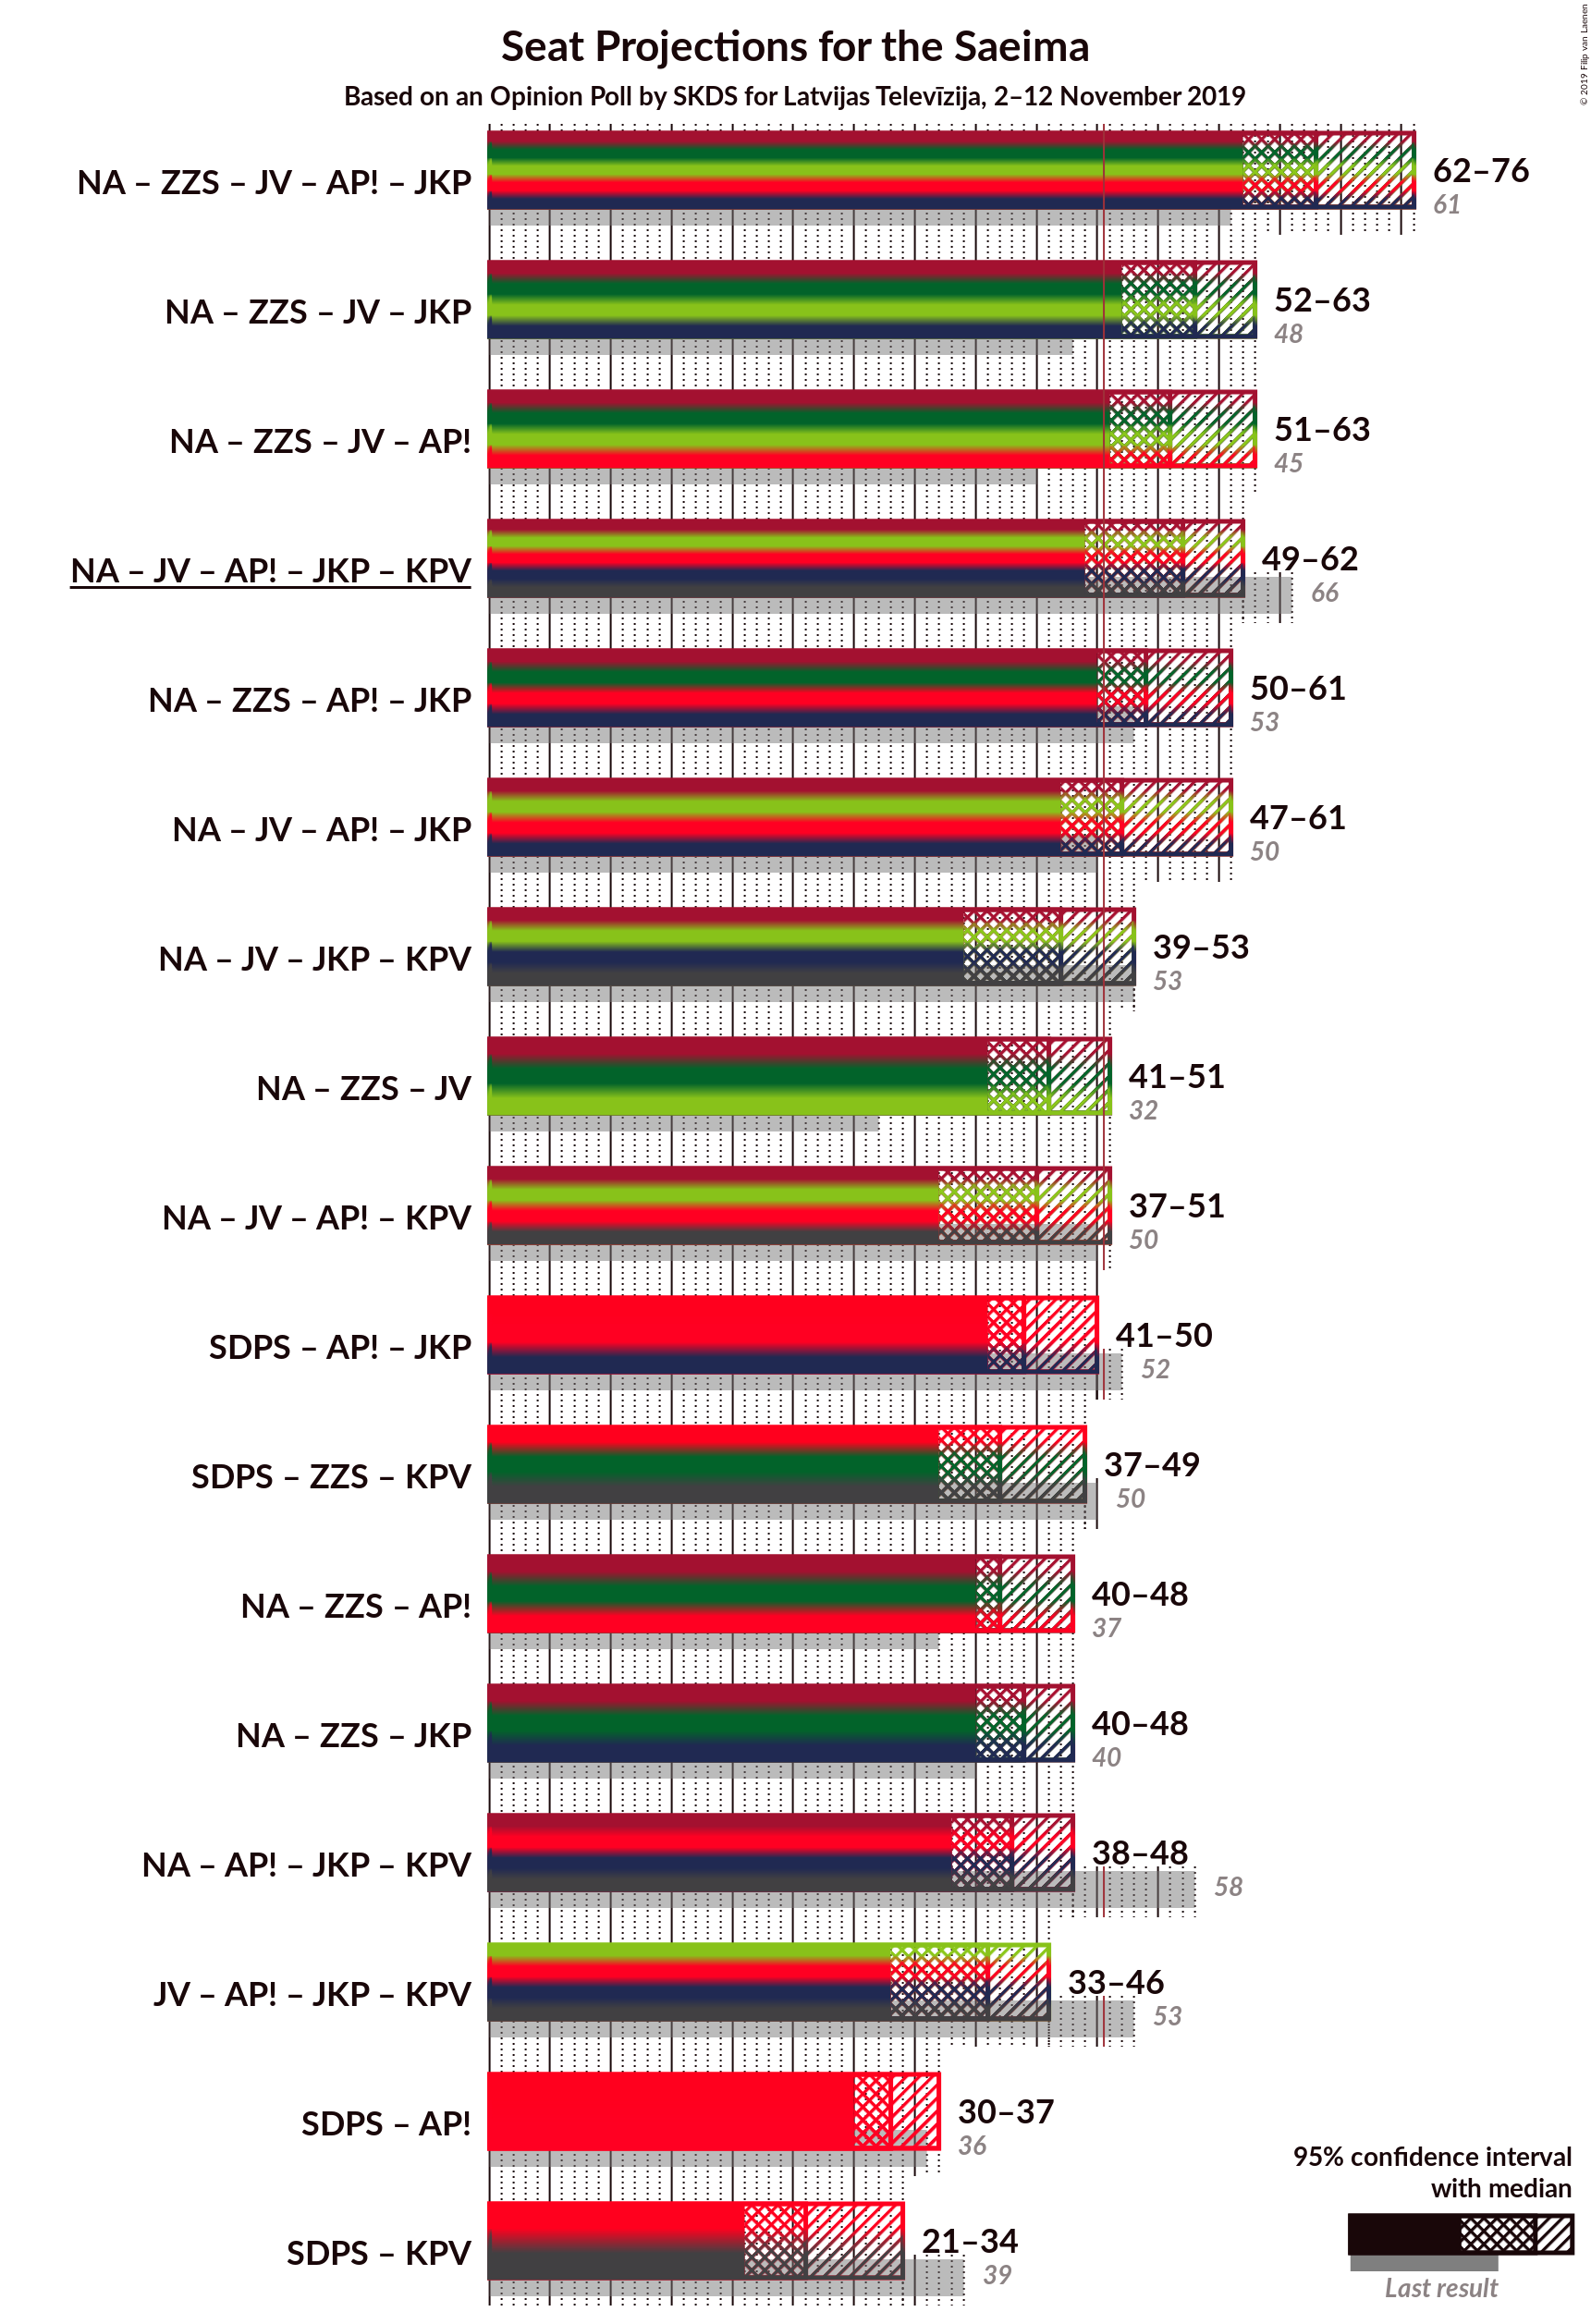 Seat Projections for the Saeima
Based on an Opinion Poll by SKDS for Latvijas Televīzija, 2–12 November 2019
© 2019 Filip van Laenen
NA – ZZS – JV – AP! – JKP
62–76
61
NA – ZZS – JV – JKP
52–63
48
NA – ZZS – JV – AP!
51–63
45
NA – JV – AP! – JKP – KPV
49–62
66
NA – ZZS – AP! – JKP
50–61
53
NA – JV – AP! – JKP
47–61
50
NA – JV – JKP – KPV
39–53
53
NA – ZZS – JV
41–51
32
NA – JV – AP! – KPV
37–51
50
SDPS – AP! – JKP
41–50
52
SDPS – ZZS – KPV
37–49
50
NA – ZZS – AP!
40–48
37
NA – ZZS – JKP
40–48
40
NA – AP! – JKP – KPV
38–48
58
JV – AP! – JKP – KPV
33–46
53
SDPS – AP!
30–37
36
SDPS – KPV
21–34
39
95% confidence interval
with median
Last result